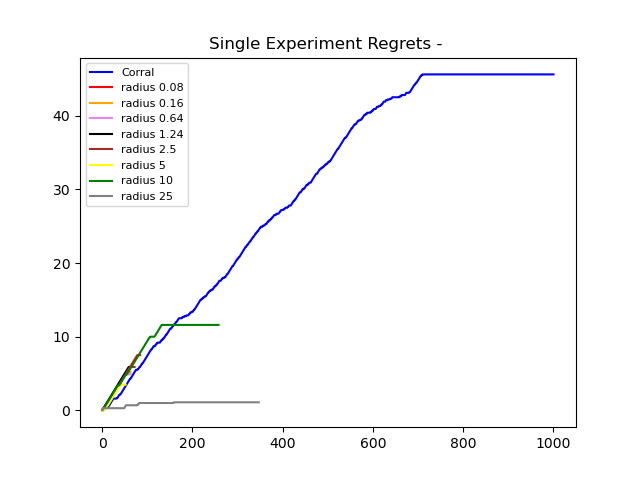 Single Experiment Regrets -
Corral
radius 0.08
radius 0.16
radius 0.64
radius 1.24
radius 2.5
radius 5
radius 10
radius 25
40
30
20
10
0
0 200 400 600 800 1000